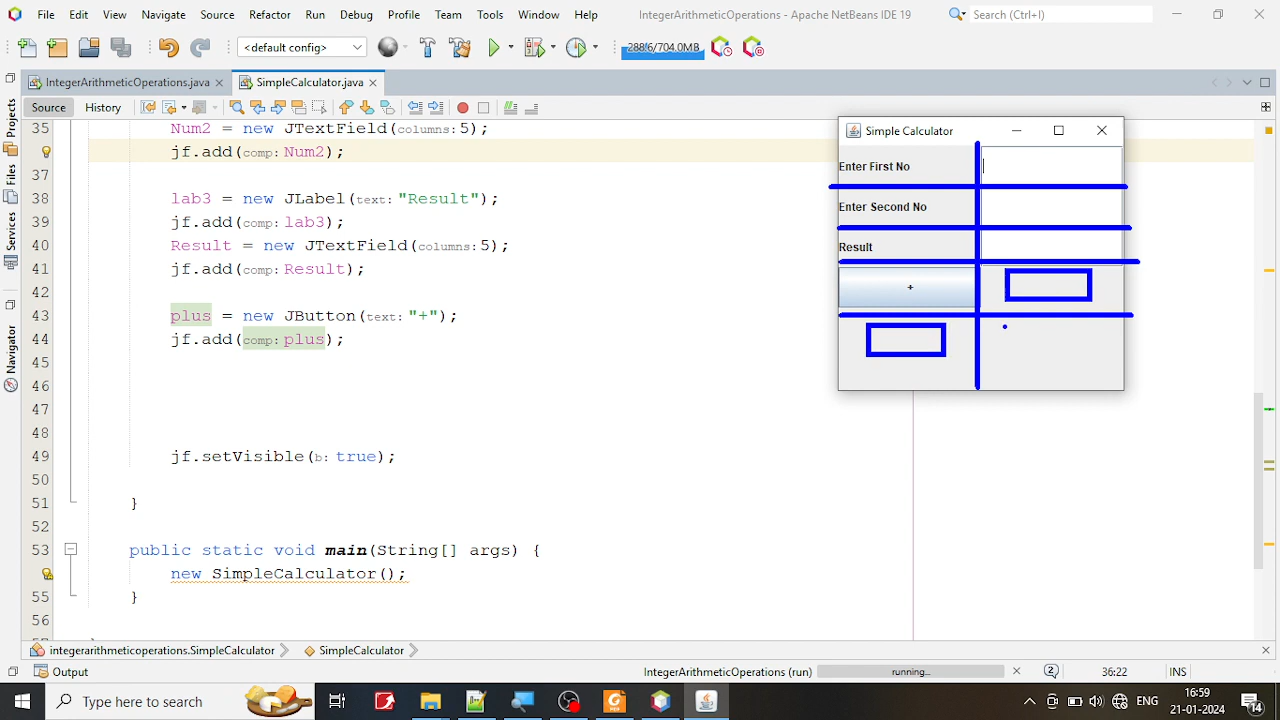 File Edit View Navigate Source Refactor Run Debug Profile Team Tools Window Help IntegerArithmeticOperations - Apache NetBeans IDE 19 Search (Ctrl+I)
<default config> 288.6/704.0MB
IntegerArithmeticOperations.java SimpleCalculator.java
Source History
Projects
Files
Services
Navigator
35 Num2 = new JTextField(columns: 5);
jf.add(comp: Num2);
37
38 lab3 = new JLabel(text: "Result");
39 jf.add(comp: lab3);
40 Result = new JTextField(columns: 5);
41 jf.add(comp: Result);
42
43 plus = new JButton(text: "+");
44 jf.add(comp: plus);
45
46
47
48
49 jf.setVisible(b: true);
50
51 }
52
53 public static void main(String[] args) {
new SimpleCalculator();
55 }
56
Simple Calculator
Enter First No
Enter Second No
Result
+
integerarithmeticoperations.SimpleCalculator SimpleCalculator
Output IntegerArithmeticOperations (run) running... 36:22 INS
Type here to search ENG 16:59
21-01-2024 14